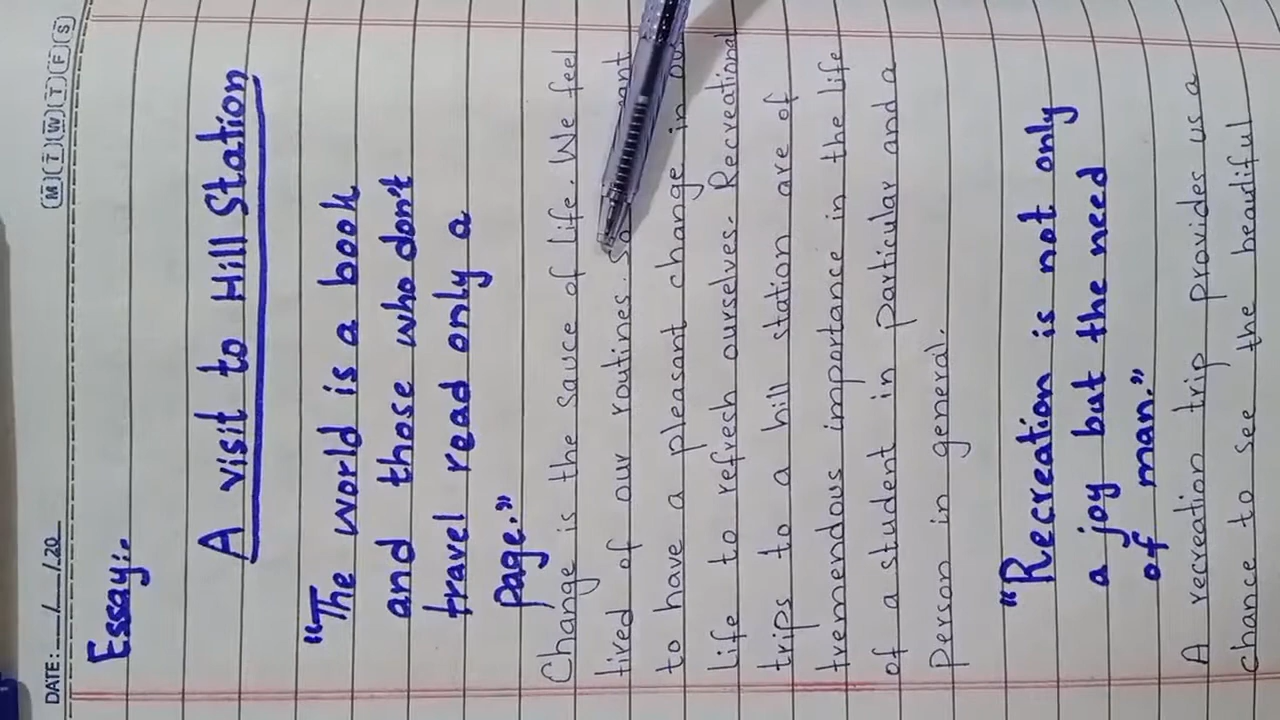 DATE: __/__/20__ (M)(T)(W)(T)(F)(S)
Essay:-
A visit to Hill Station
"The world is a book
and those who don't
travel read only a
page."
Change is the sauce of life. We feel
tired of our routines.
to have a pleasant change in
life to refresh ourselves. Recreational
trips to a hill station are of
tremendous importance in the life
of a student in particular and a
person in general.
"Recreation is not only
a joy but the need
of man."
A recreation trip provides us a
chance to see the beautiful